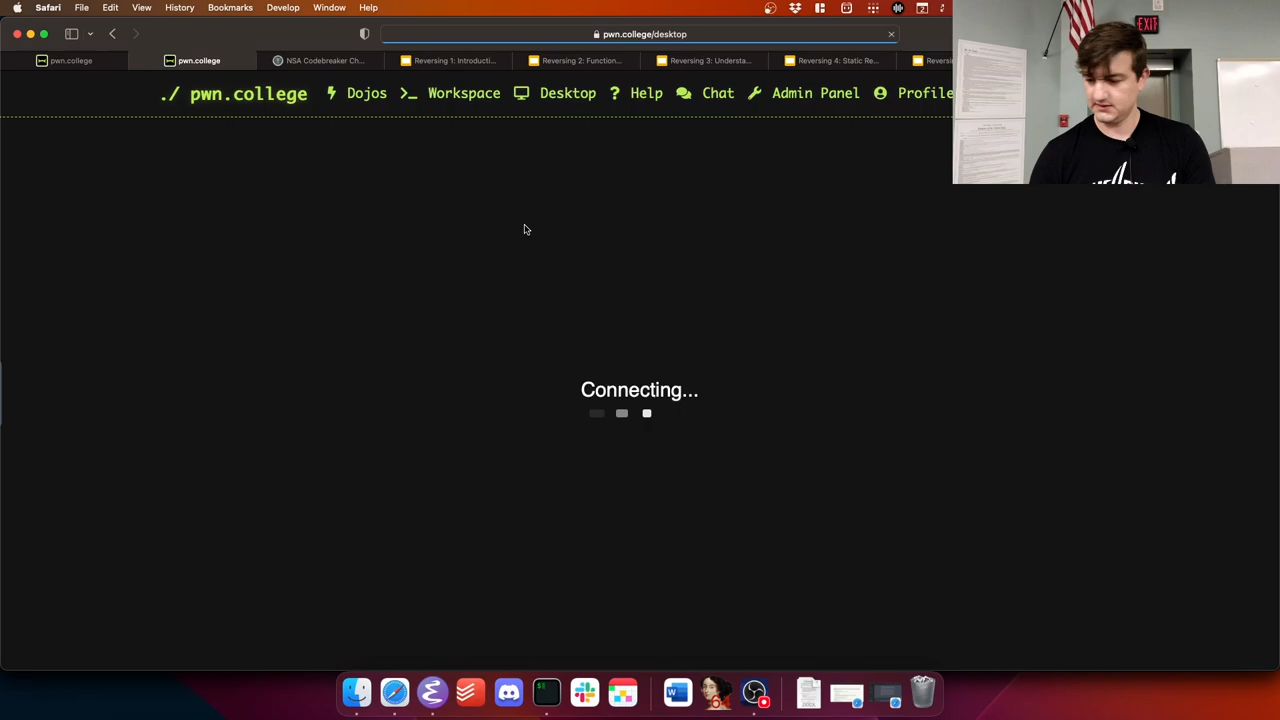 Safari File Edit View History Bookmarks Develop Window Help
pwn.college/desktop
pwn.college
pwn.college
NSA Codebreaker Ch...
Reversing 1: Introducti...
Reversing 2: Function...
Reversing 3: Understa...
Reversing 4: Static Re...
./ pwn.college Dojos Workspace Desktop Help Chat Admin Panel Profile
EXIT
Connecting...